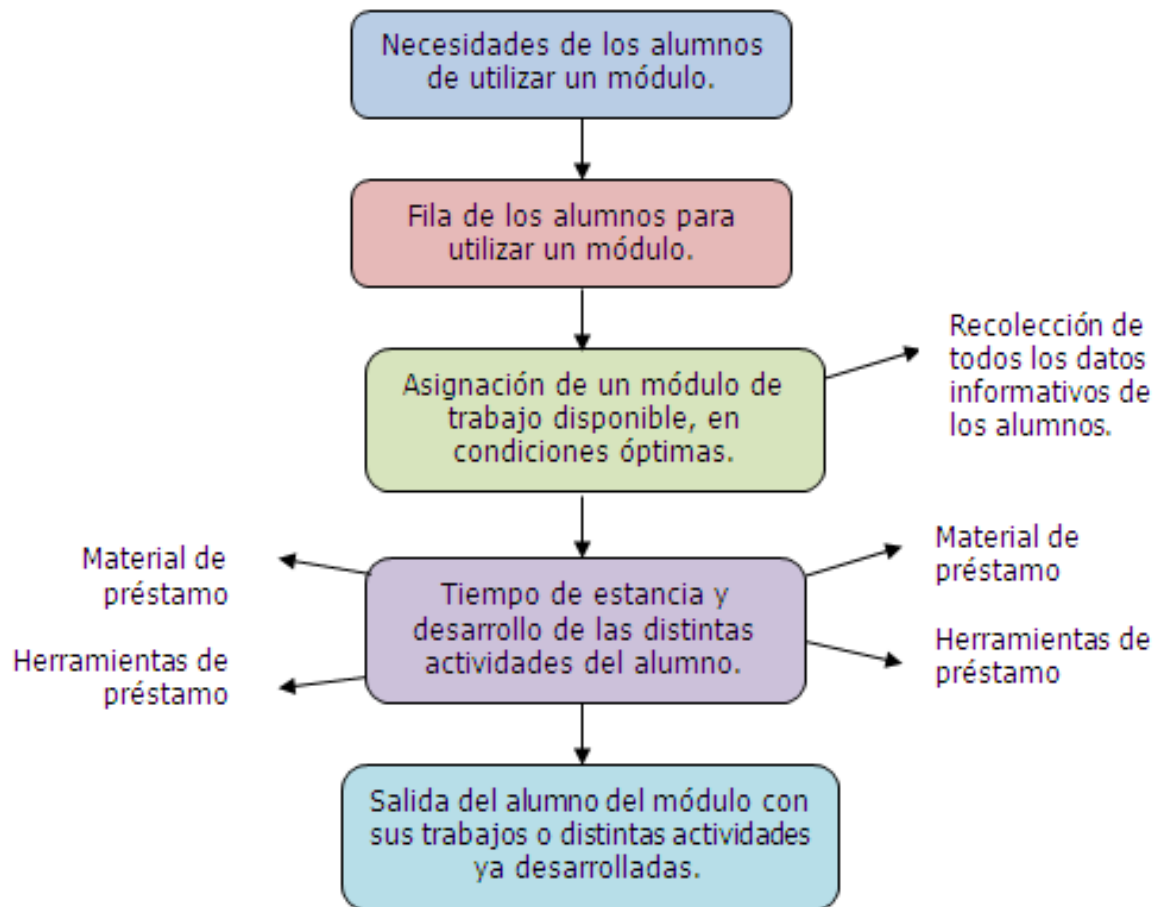 Necesidades de los alumnos
de utilizar un módulo.
Fila de los alumnos para
utilizar un módulo.
Asignación de un módulo de
trabajo disponible, en
condiciones óptimas.
Recolección de
todos los datos
informativos de
los alumnos.
Material de
préstamo
Herramientas de
préstamo
Tiempo de estancia y
desarrollo de las distintas
actividades del alumno.
Material de
préstamo
Herramientas de
préstamo
Salida del alumno del módulo con
sus trabajos o distintas actividades
ya desarrolladas.